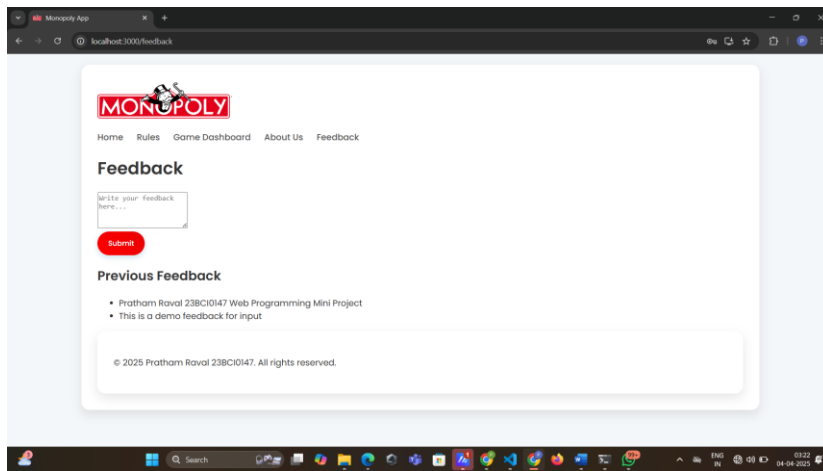 Monopoly App
localhost:3000/feedback
MONOPOLY
Home Rules Game Dashboard About Us Feedback
Feedback
Write your feedback
here...
Submit
Previous Feedback
Pratham Raval 23BCI0147 Web Programming Mini Project
This is a demo feedback for input
© 2025 Pratham Raval 23BCI0147. All rights reserved.
Search
99+
ENG
IN
03:22
04-04-2025